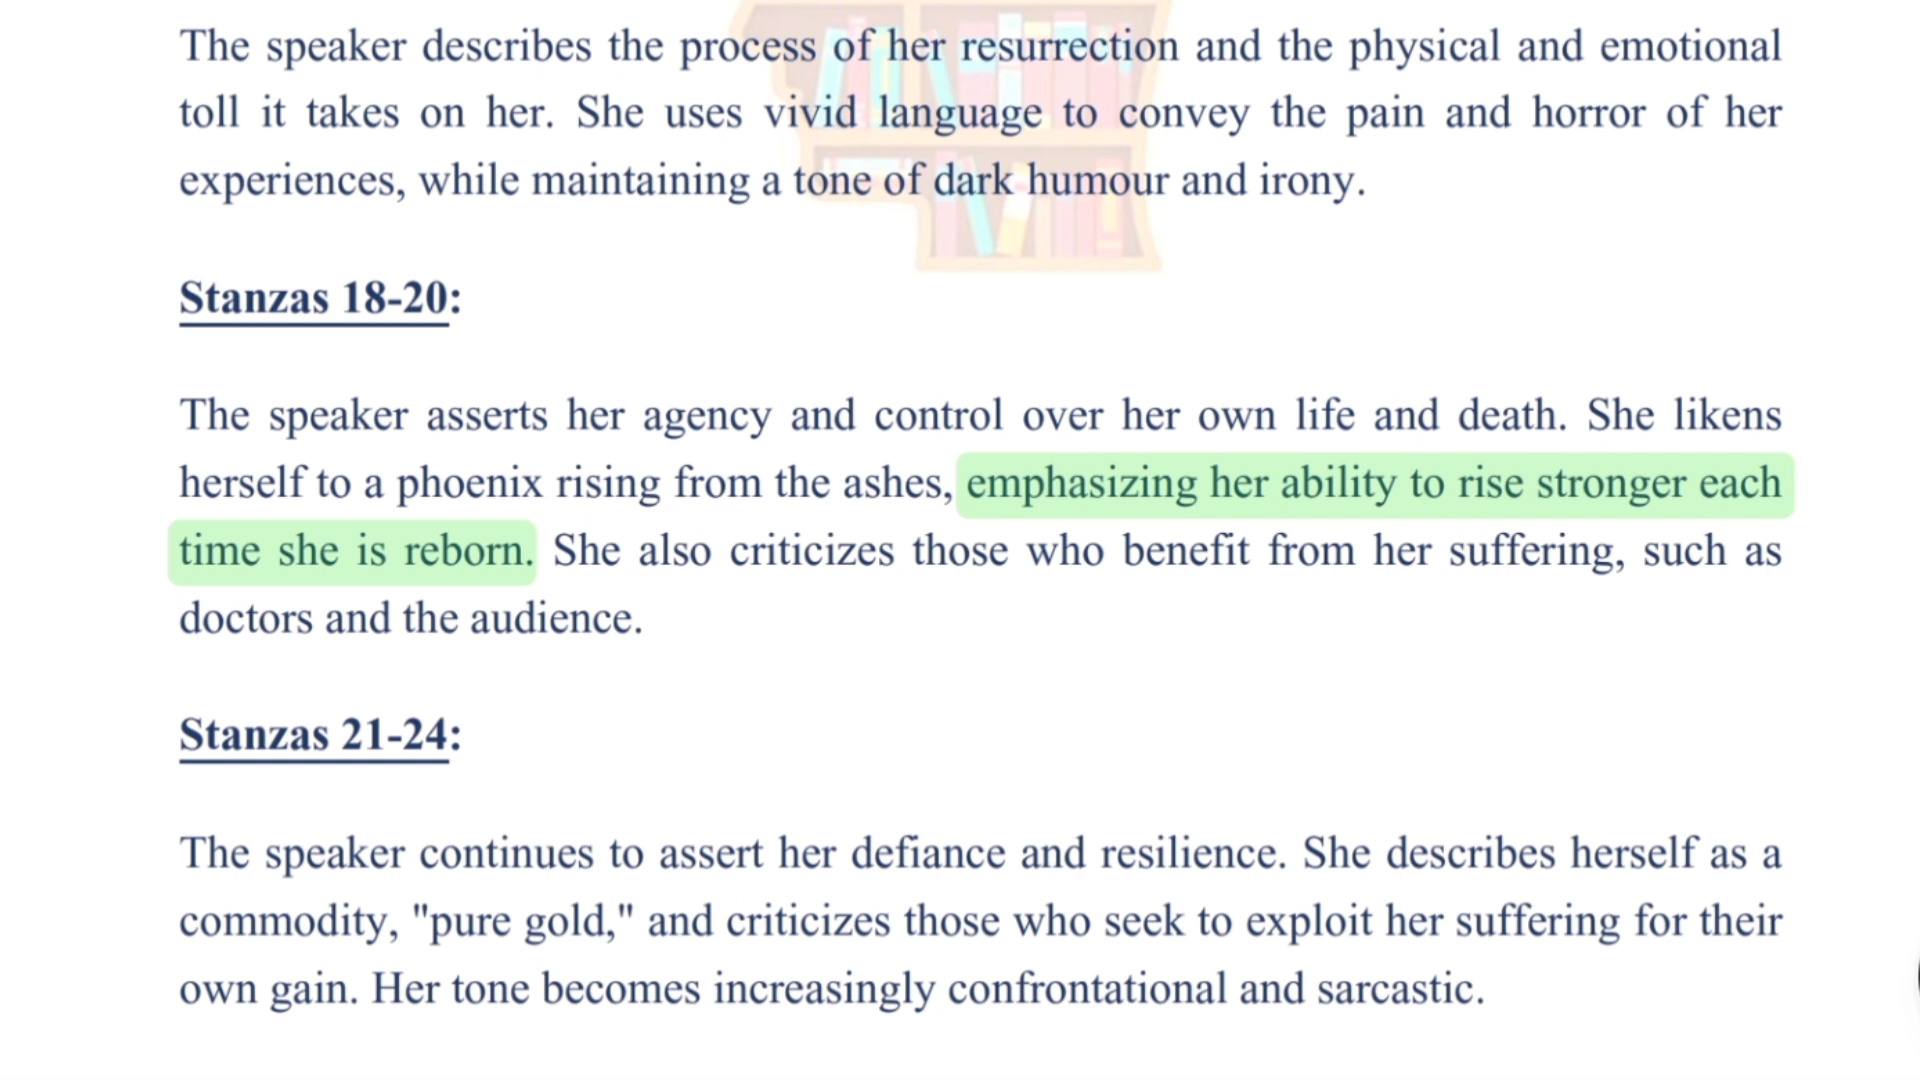 The speaker describes the process of her resurrection and the physical and emotional
toll it takes on her. She uses vivid language to convey the pain and horror of her
experiences, while maintaining a tone of dark humour and irony.
Stanzas 18-20:
The speaker asserts her agency and control over her own life and death. She likens
herself to a phoenix rising from the ashes, emphasizing her ability to rise stronger each
time she is reborn. She also criticizes those who benefit from her suffering, such as
doctors and the audience.
Stanzas 21-24:
The speaker continues to assert her defiance and resilience. She describes herself as a
commodity, "pure gold," and criticizes those who seek to exploit her suffering for their
own gain. Her tone becomes increasingly confrontational and sarcastic.